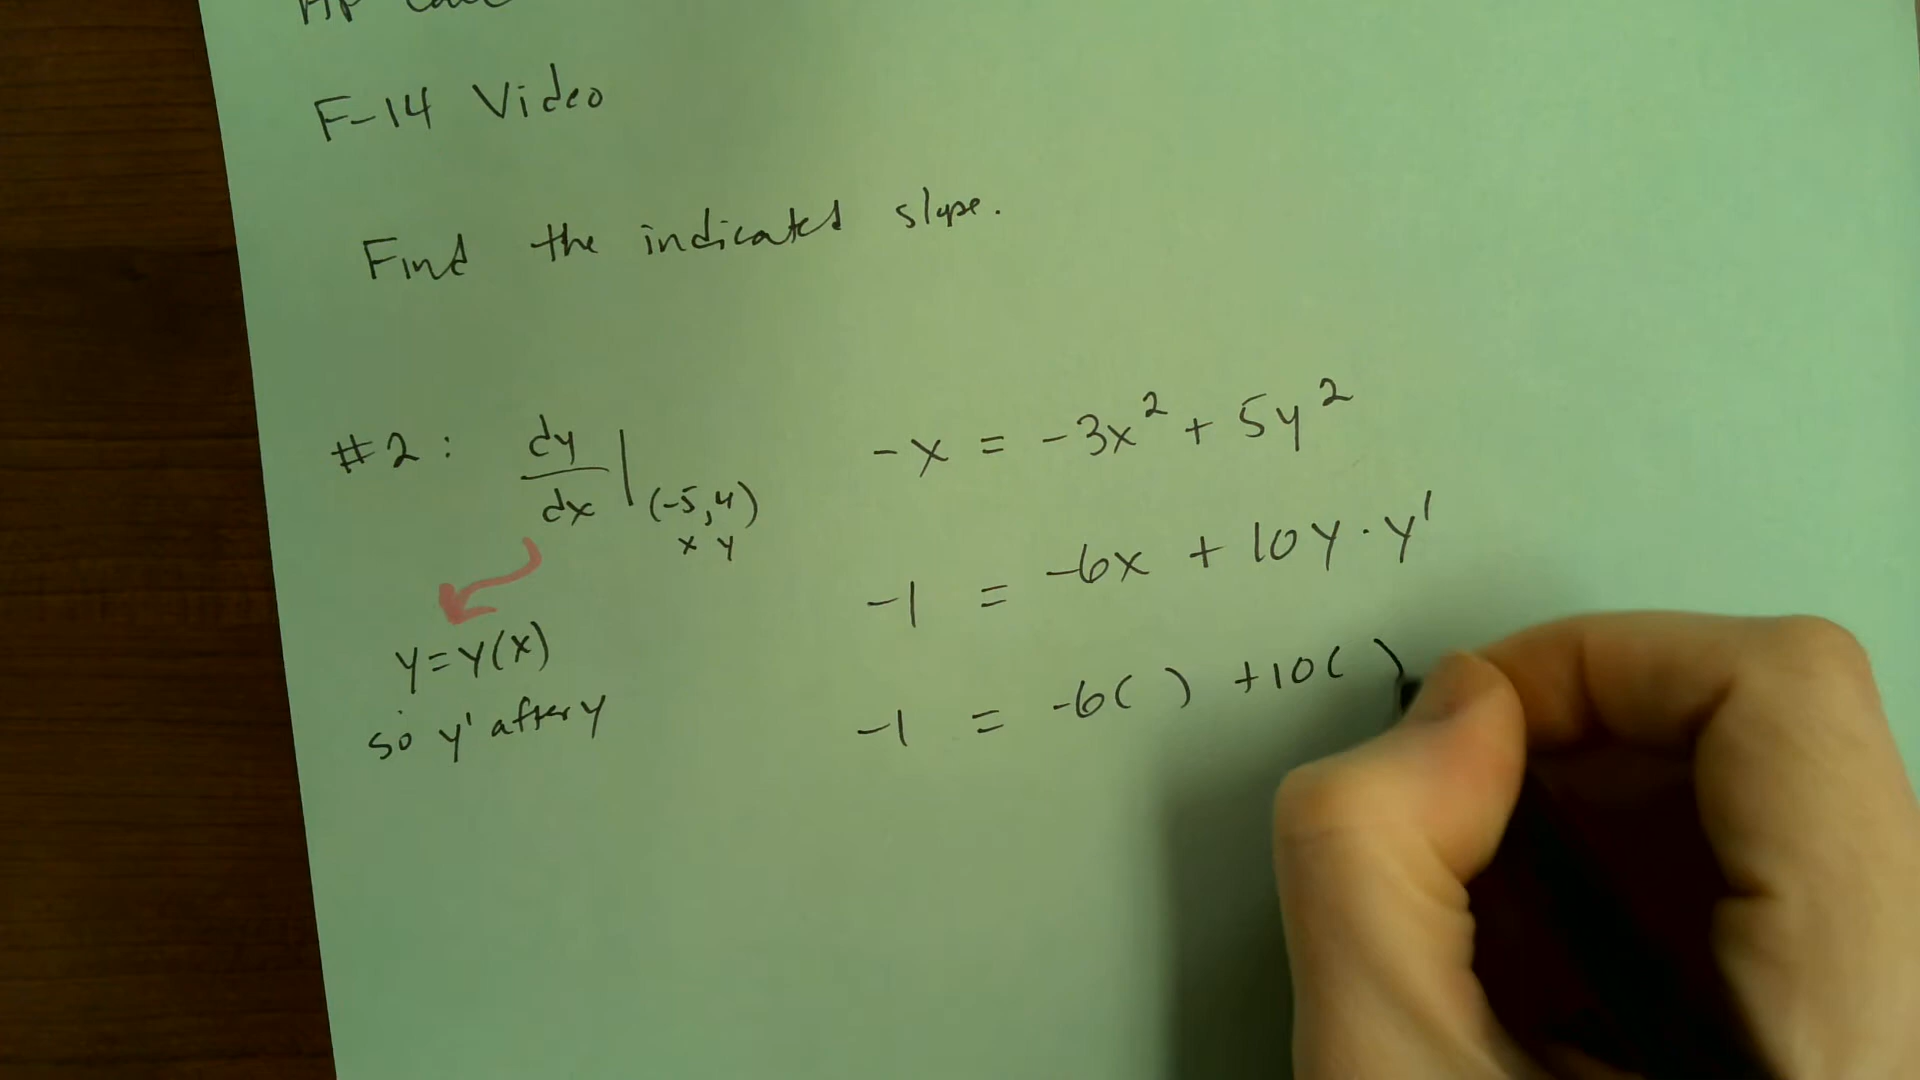 F-14 Video
Find the indicated slope.
#2: dy/dx |(-5,4)
x y
-x = -3x² + 5y²
-1 = -6x + 10y · y'
-1 = -6( ) +10( )
y=y(x)
so y' after y